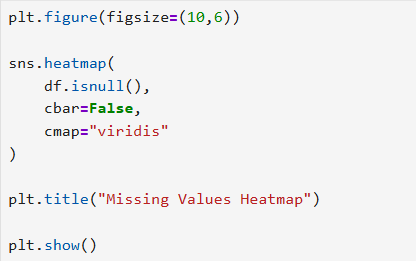 plt.figure(figsize=(10,6))
sns.heatmap(
    df.isnull(),
    cbar=False,
    cmap="viridis"
)
plt.title("Missing Values Heatmap")
plt.show()